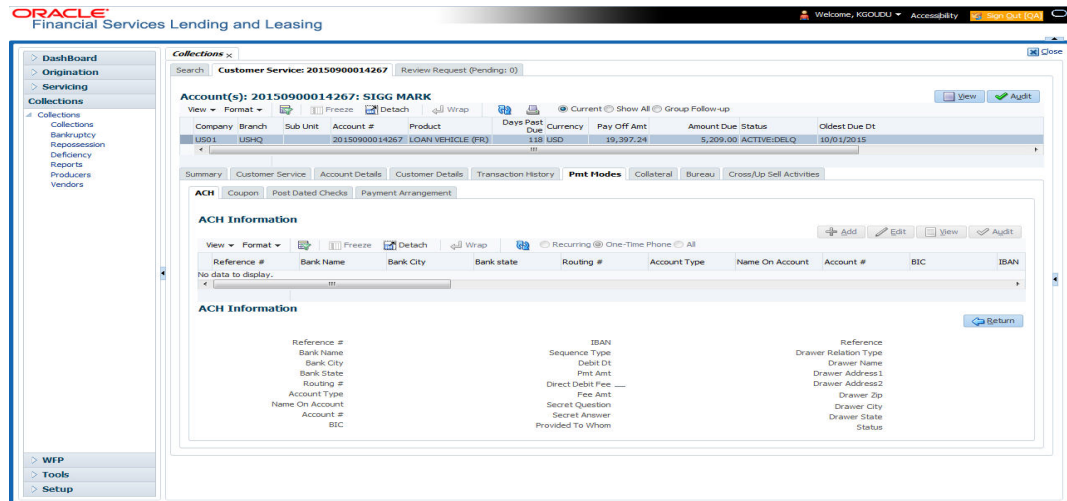 ORACLE
Financial Services Lending and Leasing
Welcome, KGOUDU Accessibility Sign Out [QA]
Close
DashBoard
Origination
Servicing
Collections
Collections
Collections
Bankruptcy
Repossession
Deficiency
Reports
Producers
Vendors
WFP
Tools
Setup
Collections x
Search Customer Service: 20150900014267 Review Request (Pending: 0)
Account(s): 20150900014267: SIGG MARK
View Audit
View Format Freeze Detach Wrap Current Show All Group Follow-up
Company Branch Sub Unit Account # Product Days Past Due Currency Pay Off Amt Amount Due Status Oldest Due Dt
US01 USHQ 20150900014267 LOAN VEHICLE (FR) 118 USD 19,397.24 5,209.00 ACTIVE:DELQ 10/01/2015
Summary Customer Service Account Details Customer Details Transaction History Pmt Modes Collateral Bureau Cross/Up Sell Activities
ACH Coupon Post Dated Checks Payment Arrangement
ACH Information
Add Edit View Audit
View Format Freeze Detach Wrap Recurring One-Time Phone All
Reference # Bank Name Bank City Bank state Routing # Account Type Name On Account Account # BIC IBAN
No data to display.
ACH Information
Return
Reference # IBAN Reference
Bank Name Sequence Type Drawer Relation Type
Bank City Debit Dt Drawer Name
Bank State Pmt Amt Drawer Address1
Routing # Direct Debit Fee Drawer Address2
Account Type Fee Amt Drawer Zip
Name On Account Secret Question Drawer City
Account # Secret Answer Drawer State
BIC Provided To Whom Status